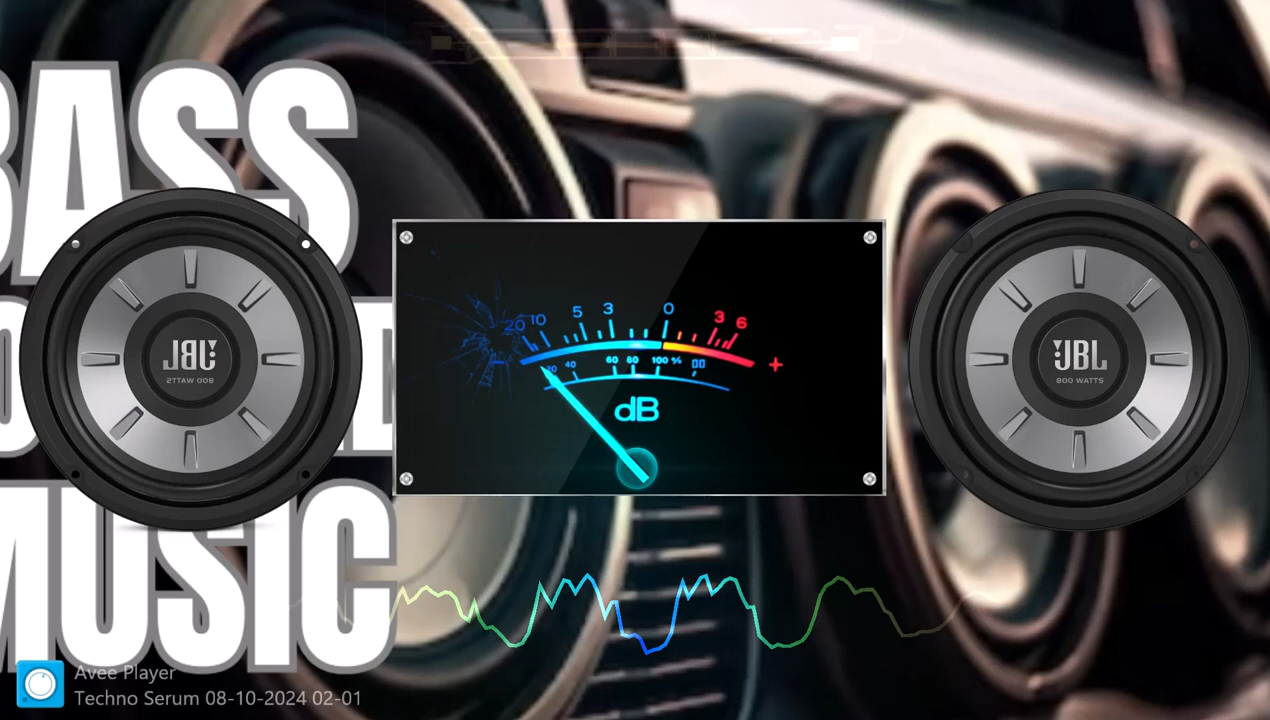 BASS
MUSIC
20 10 5 3 0 3 6
+
20 40 60 80 100 %
dB
JBL
800 WATTS
JBL
800 WATTS
Avee Player
Techno Serum 08-10-2024 02-01